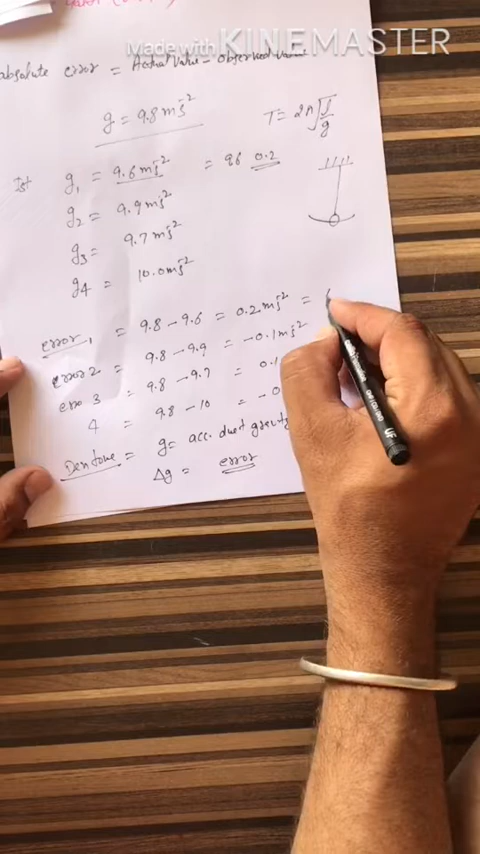 Made with KINEMASTER
absolute error = Actual value - observed value
g = 9.8 ms⁻²
T = 2π√(l/g)
Ist g₁ = 9.6 ms⁻² = 96 0.2
g₂ = 9.9 ms⁻²
g₃ = 9.7 ms⁻²
g₄ = 10.0 ms⁻²
error₁ = 9.8 - 9.6 = 0.2 ms⁻² =
error 2 = 9.8 - 9.9 = -0.1 ms⁻²
erro 3 = 9.8 - 9.7 = 0.1
4 = 9.8 - 10 = -0
= g = acc. due to gravity
Δg = error